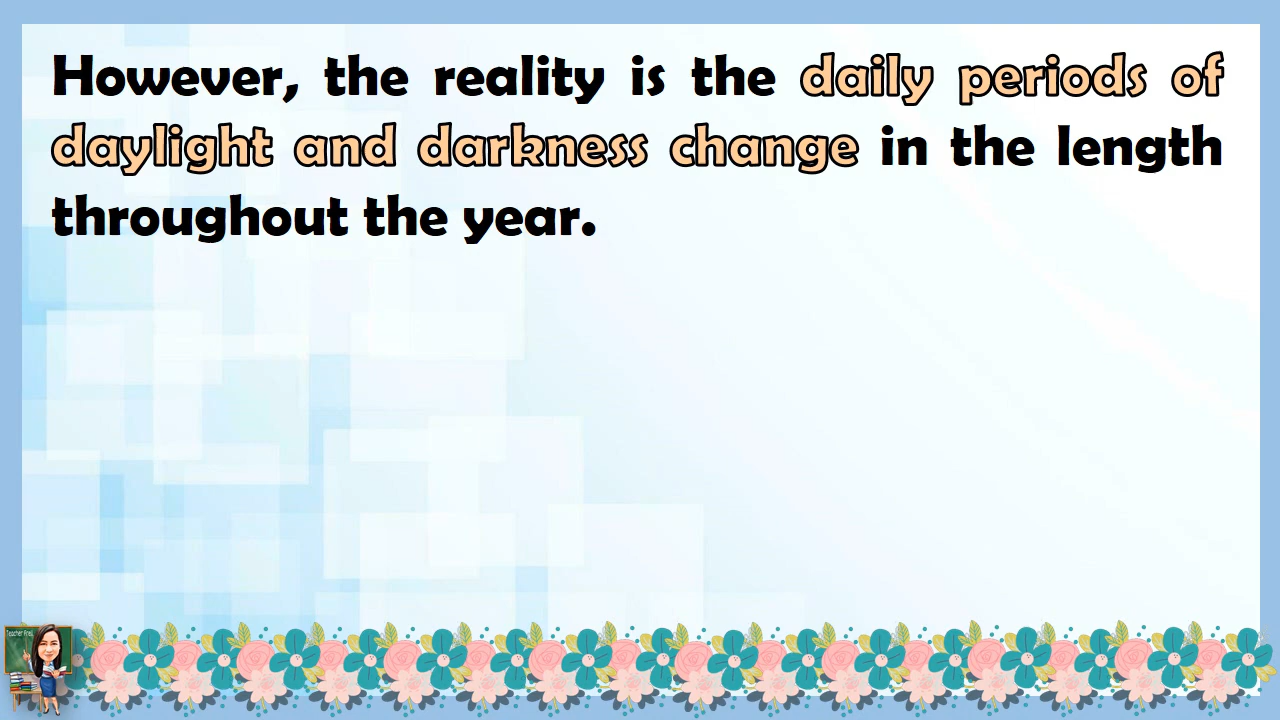 However, the reality is the daily periods of
daylight and darkness change in the length
throughout the year.